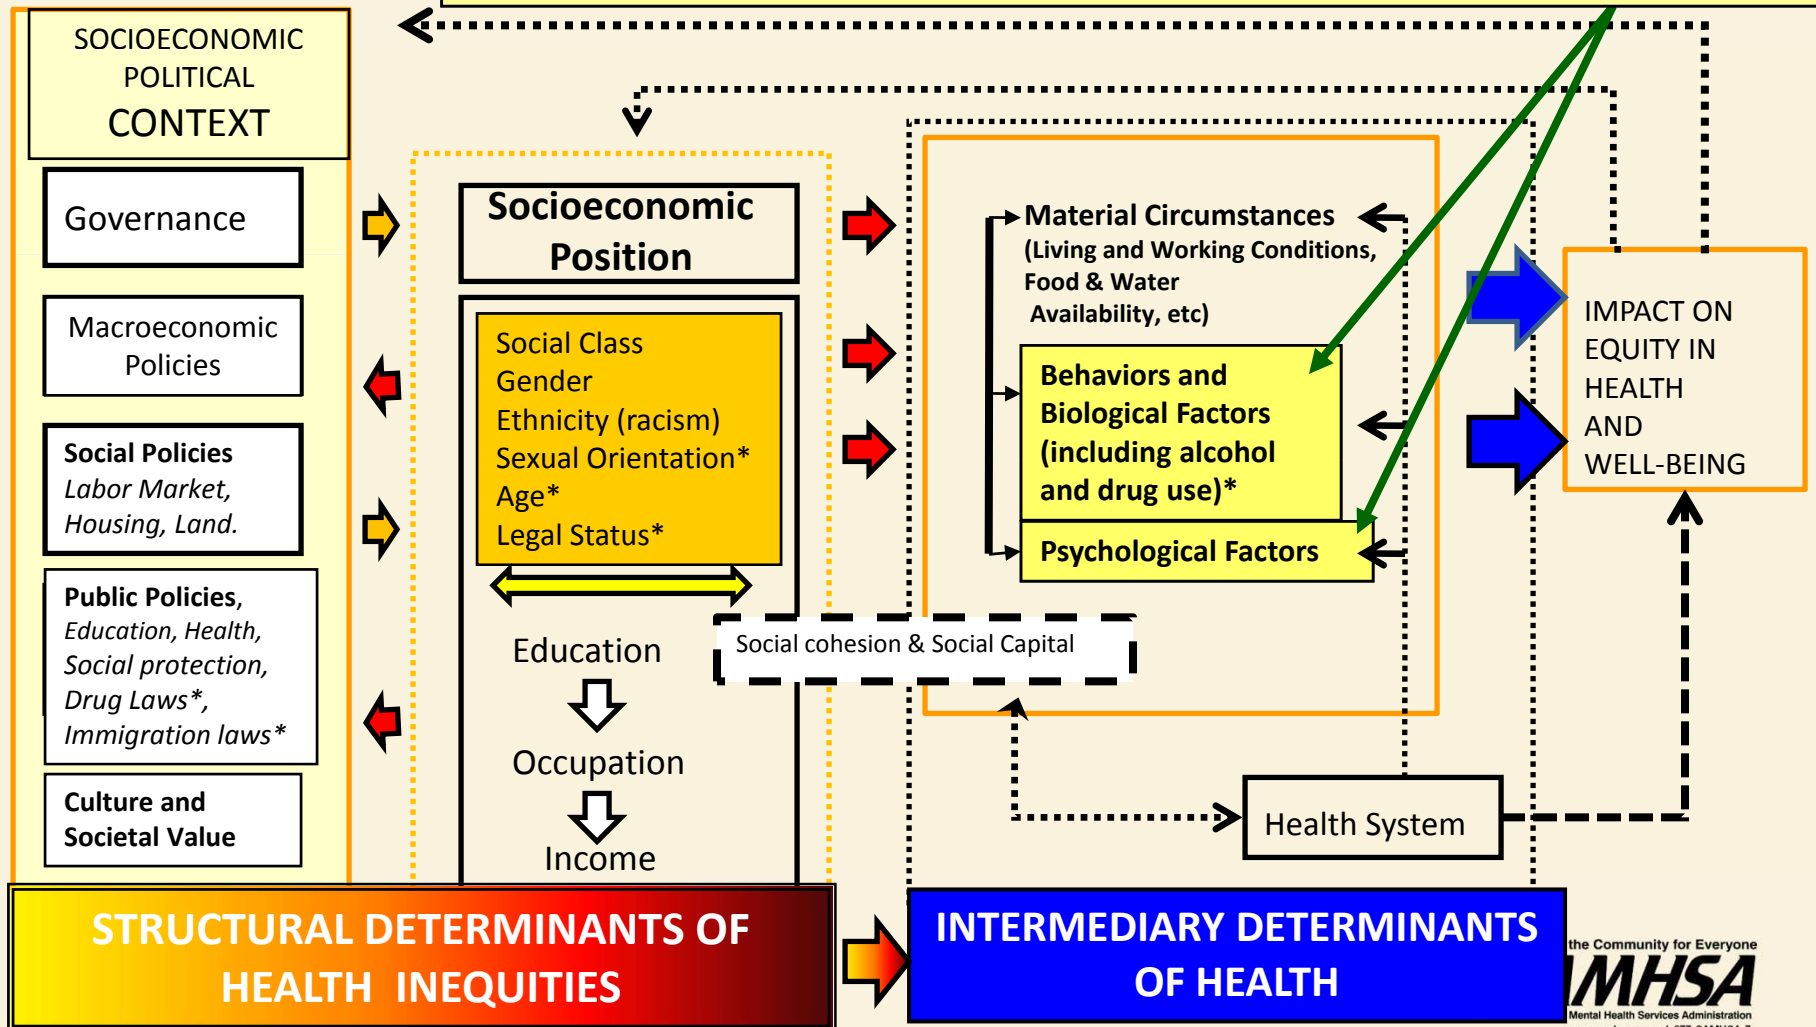 SOCIOECONOMIC
POLITICAL
CONTEXT
Governance
Macroeconomic
Policies
Social Policies
Labor Market,
Housing, Land.
Public Policies,
Education, Health,
Social protection,
Drug Laws*,
Immigration laws*
Culture and
Societal Value
Socioeconomic
Position
Social Class
Gender
Ethnicity (racism)
Sexual Orientation*
Age*
Legal Status*
Education
Occupation
Income
Social cohesion & Social Capital
Material Circumstances
(Living and Working Conditions,
Food & Water
Availability, etc)
Behaviors and
Biological Factors
(including alcohol
and drug use)*
Psychological Factors
Health System
IMPACT ON
EQUITY IN
HEALTH
AND
WELL-BEING
STRUCTURAL DETERMINANTS OF
HEALTH INEQUITIES
INTERMEDIARY DETERMINANTS
OF HEALTH
the Community for Everyone
MHSA
Mental Health Services Administration